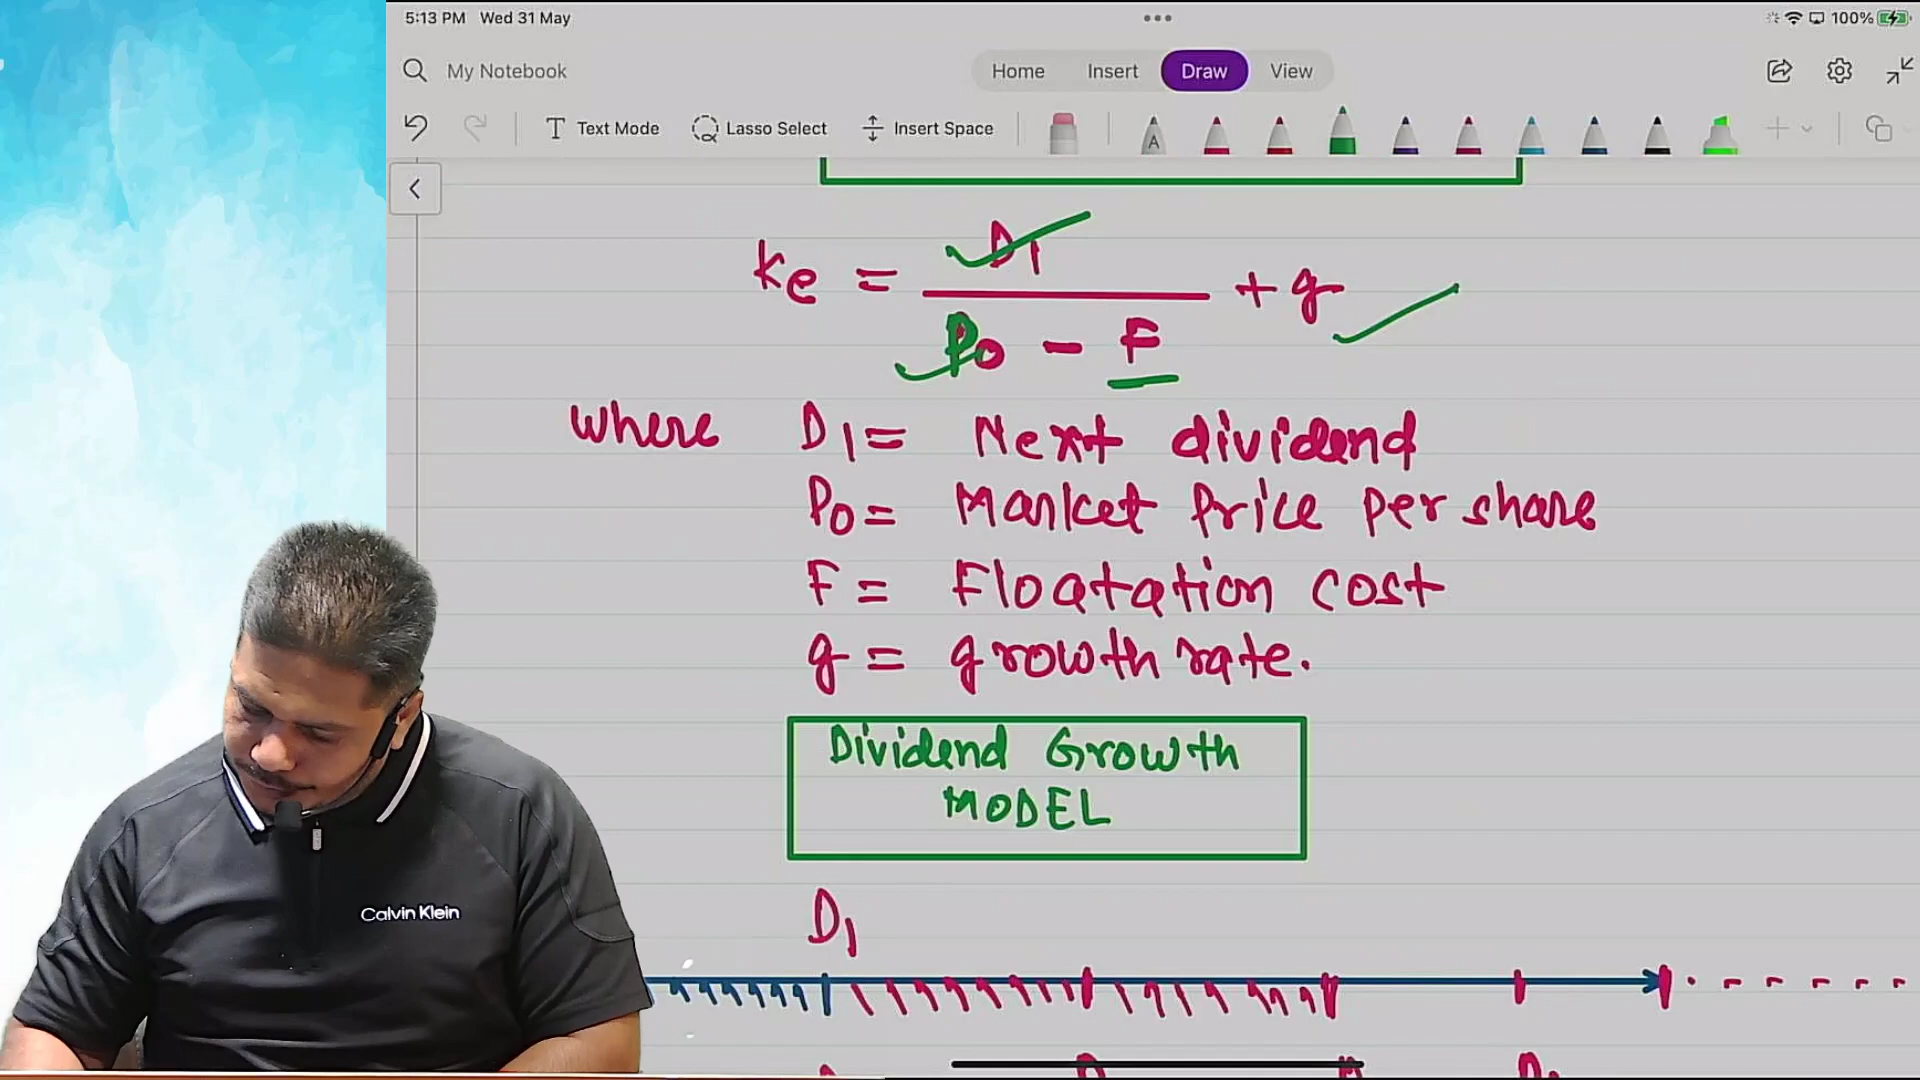 5:13 PM Wed 31 May
100%
My Notebook
Home Insert Draw View
Text Mode Lasso Select Insert Space
A
Ke = D1 / P0 - F + g
where D1 = Next dividend
P0 = Market Price per share
F = Floatation cost
g = growth rate.
Dividend Growth
MODEL
D1
Calvin Klein